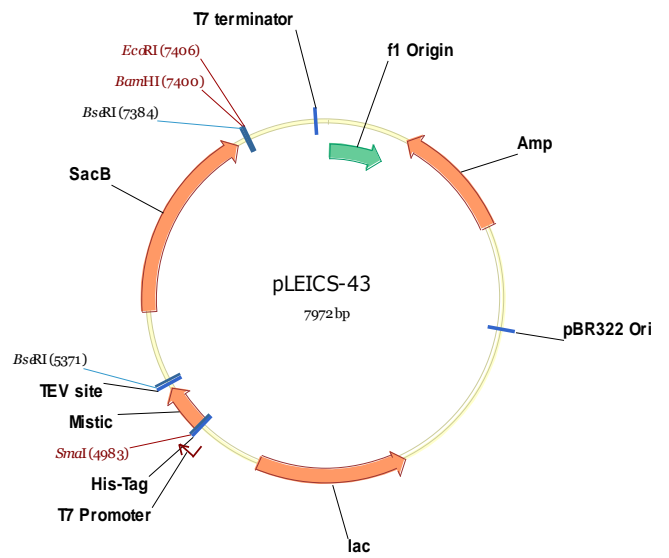 T7 terminator
f1 Origin
EcoRI (7406)
BamHI (7400)
BseRI (7384)
Amp
SacB
pLEICS-43
7972 bp
pBR322 Ori
BseRI (5371)
TEV site
Mistic
SmaI (4983)
His-Tag
T7 Promoter
lac